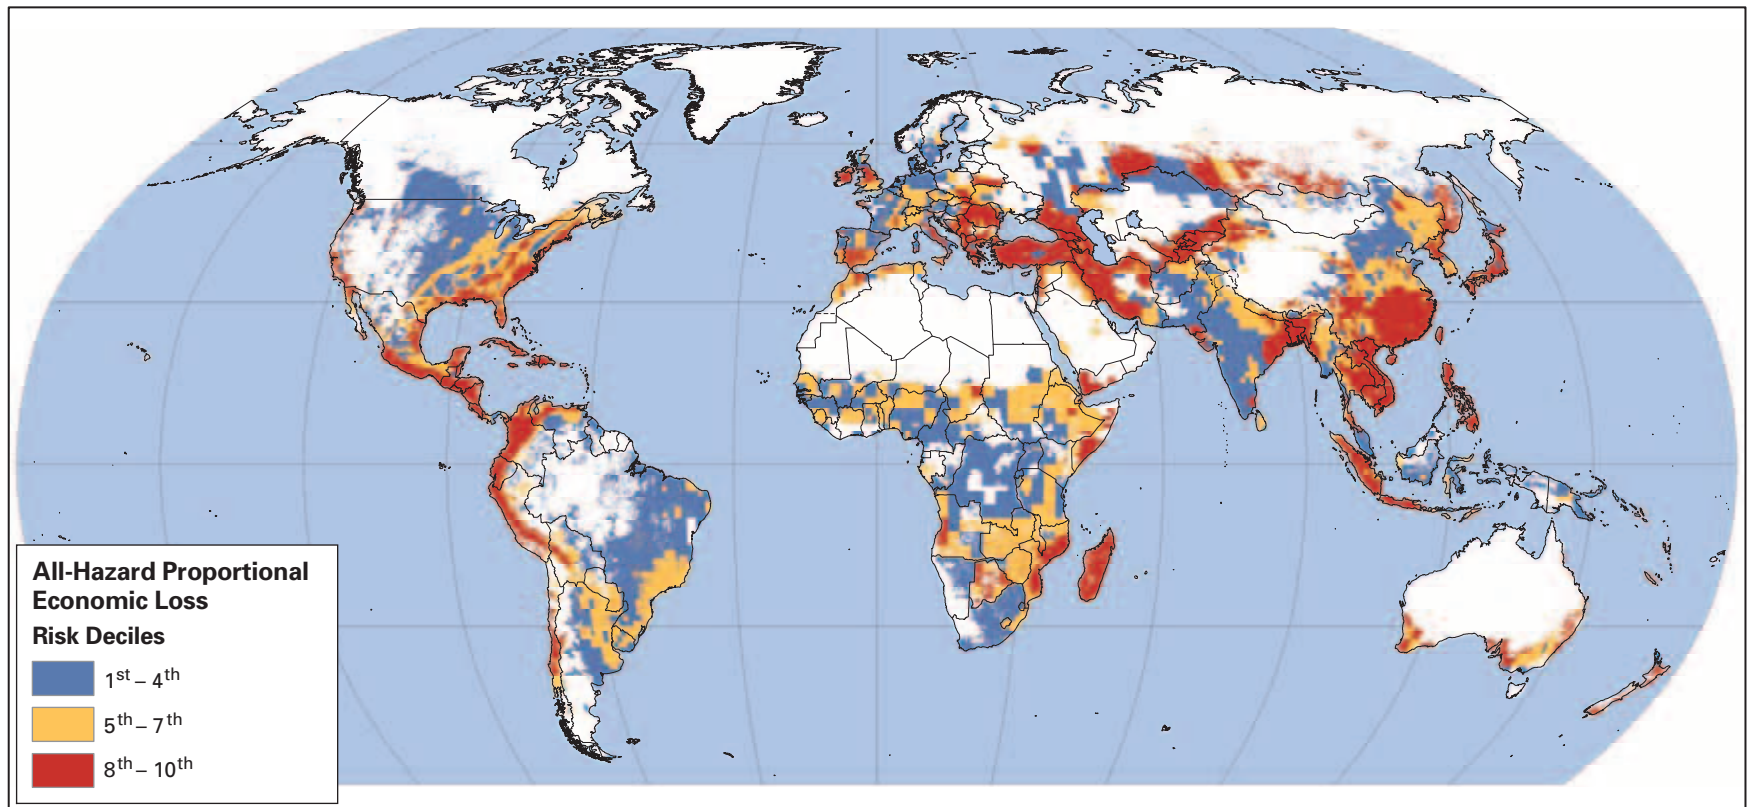 All-Hazard Proportional
Economic Loss
Risk Deciles
1st – 4th
5th – 7th
8th – 10th